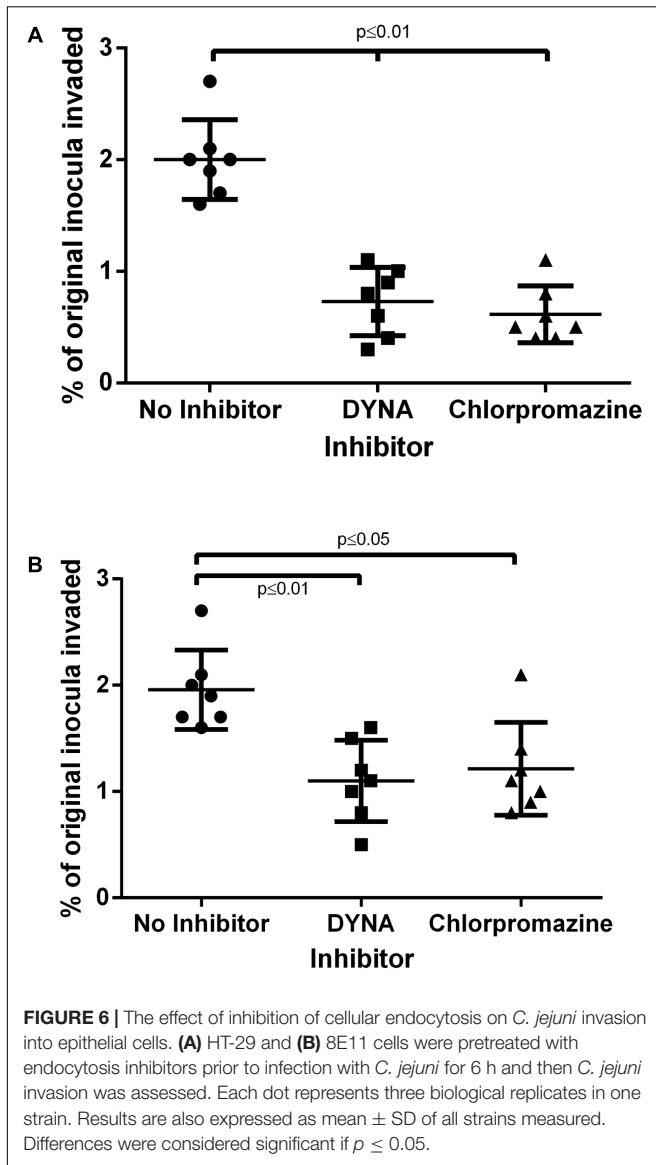 A
p≤0.01
% of original inocula invaded
3
2
1
0
No Inhibitor DYNA Chlorpromazine
Inhibitor
B
p≤0.05
p≤0.01
% of original inocula invaded
3
2
1
0
No Inhibitor DYNA Chlorpromazine
Inhibitor
FIGURE 6 | The effect of inhibition of cellular endocytosis on C. jejuni invasion
into epithelial cells. (A) HT-29 and (B) 8E11 cells were pretreated with
endocytosis inhibitors prior to infection with C. jejuni for 6 h and then C. jejuni
invasion was assessed. Each dot represents three biological replicates in one
strain. Results are also expressed as mean ± SD of all strains measured.
Differences were considered significant if p ≤ 0.05.